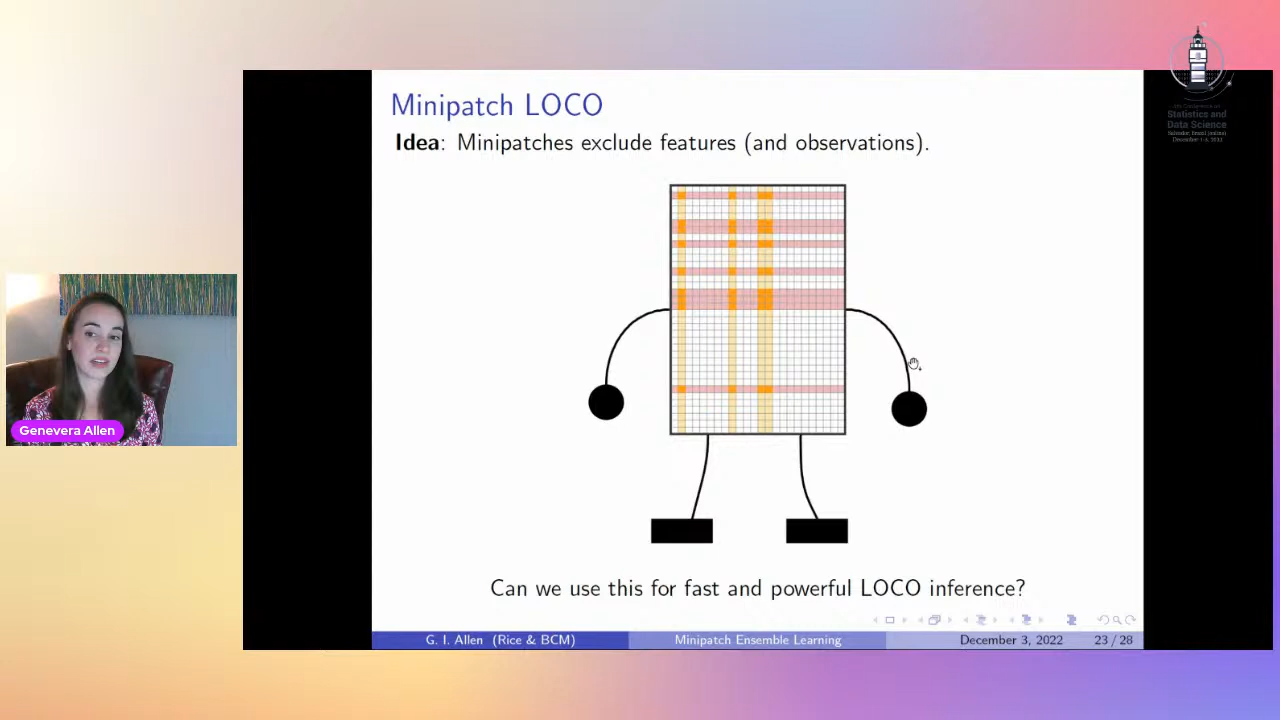 Minipatch LOCO
Idea: Minipatches exclude features (and observations).
Genevera Allen
Can we use this for fast and powerful LOCO inference?
G. I. Allen (Rice & BCM)
Minipatch Ensemble Learning
December 3, 2022
23 / 28
Statistics and
Data Science